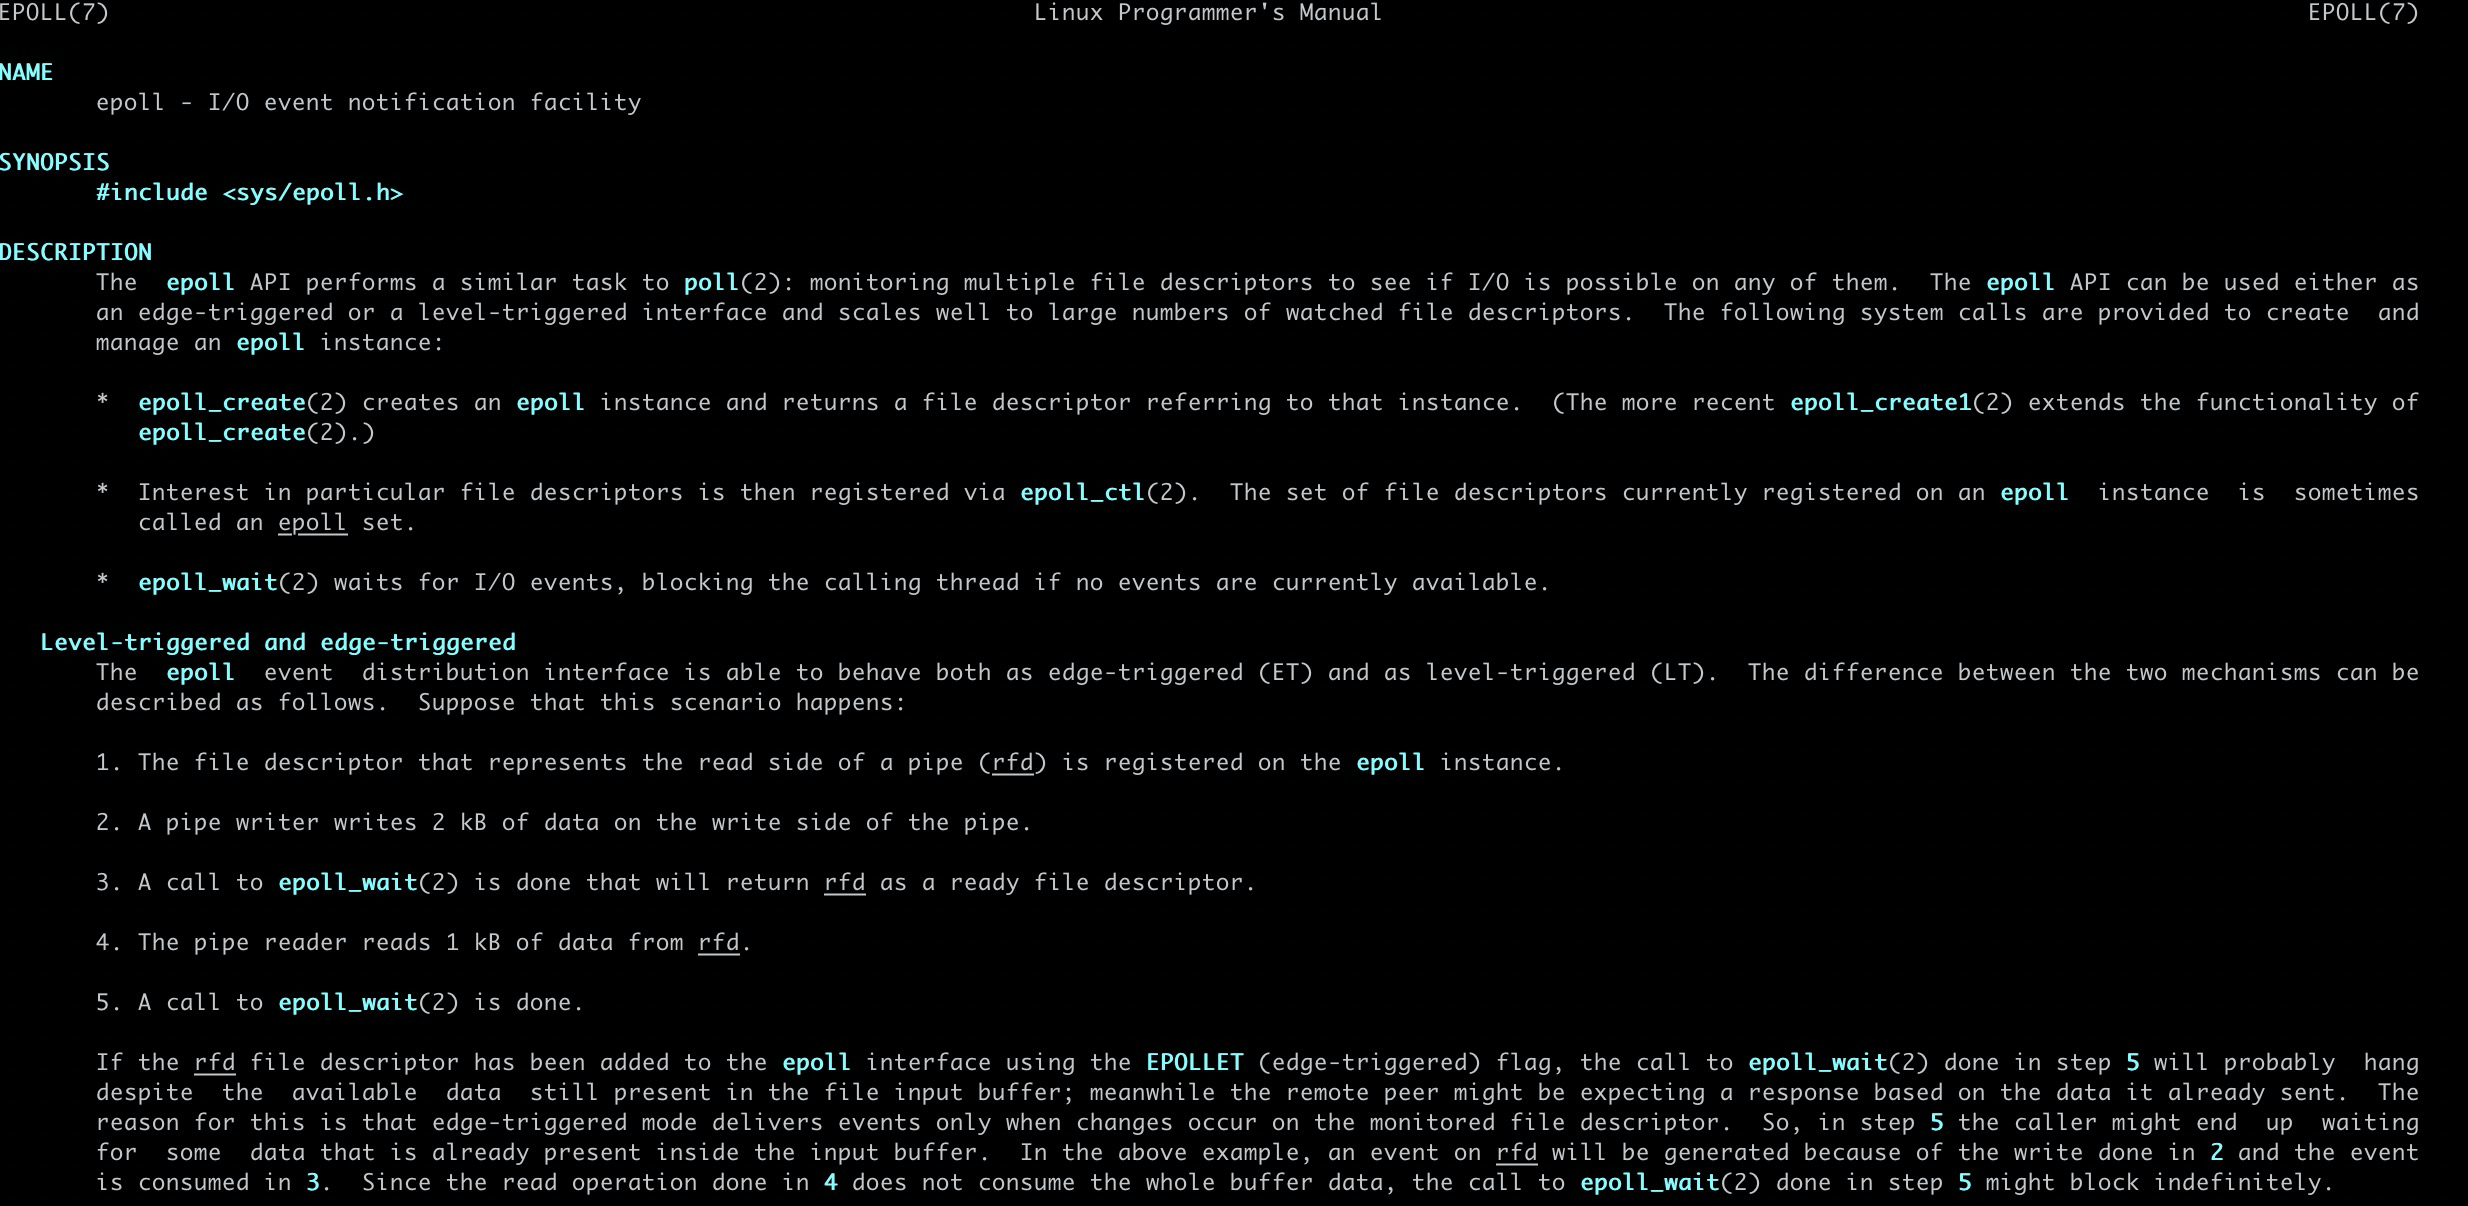 EPOLL(7) Linux Programmer's Manual EPOLL(7)
NAME
epoll - I/O event notification facility
SYNOPSIS
#include <sys/epoll.h>
DESCRIPTION
The  epoll API performs a similar task to poll(2): monitoring multiple file descriptors to see if I/O is possible on any of them.  The epoll API can be used either as
an edge-triggered or a level-triggered interface and scales well to large numbers of watched file descriptors.  The following system calls are provided to create  and
manage an epoll instance:
*  epoll_create(2) creates an epoll instance and returns a file descriptor referring to that instance.  (The more recent epoll_create1(2) extends the functionality of
epoll_create(2).)
*  Interest in particular file descriptors is then registered via epoll_ctl(2).  The set of file descriptors currently registered on an epoll  instance  is  sometimes
called an epoll set.
*  epoll_wait(2) waits for I/O events, blocking the calling thread if no events are currently available.
Level-triggered and edge-triggered
The  epoll  event  distribution interface is able to behave both as edge-triggered (ET) and as level-triggered (LT).  The difference between the two mechanisms can be
described as follows.  Suppose that this scenario happens:
1. The file descriptor that represents the read side of a pipe (rfd) is registered on the epoll instance.
2. A pipe writer writes 2 kB of data on the write side of the pipe.
3. A call to epoll_wait(2) is done that will return rfd as a ready file descriptor.
4. The pipe reader reads 1 kB of data from rfd.
5. A call to epoll_wait(2) is done.
If the rfd file descriptor has been added to the epoll interface using the EPOLLET (edge-triggered) flag, the call to epoll_wait(2) done in step 5 will probably  hang
despite  the  available  data  still present in the file input buffer; meanwhile the remote peer might be expecting a response based on the data it already sent.  The
reason for this is that edge-triggered mode delivers events only when changes occur on the monitored file descriptor.  So, in step 5 the caller might end  up  waiting
for  some  data that is already present inside the input buffer.  In the above example, an event on rfd will be generated because of the write done in 2 and the event
is consumed in 3.  Since the read operation done in 4 does not consume the whole buffer data, the call to epoll_wait(2) done in step 5 might block indefinitely.